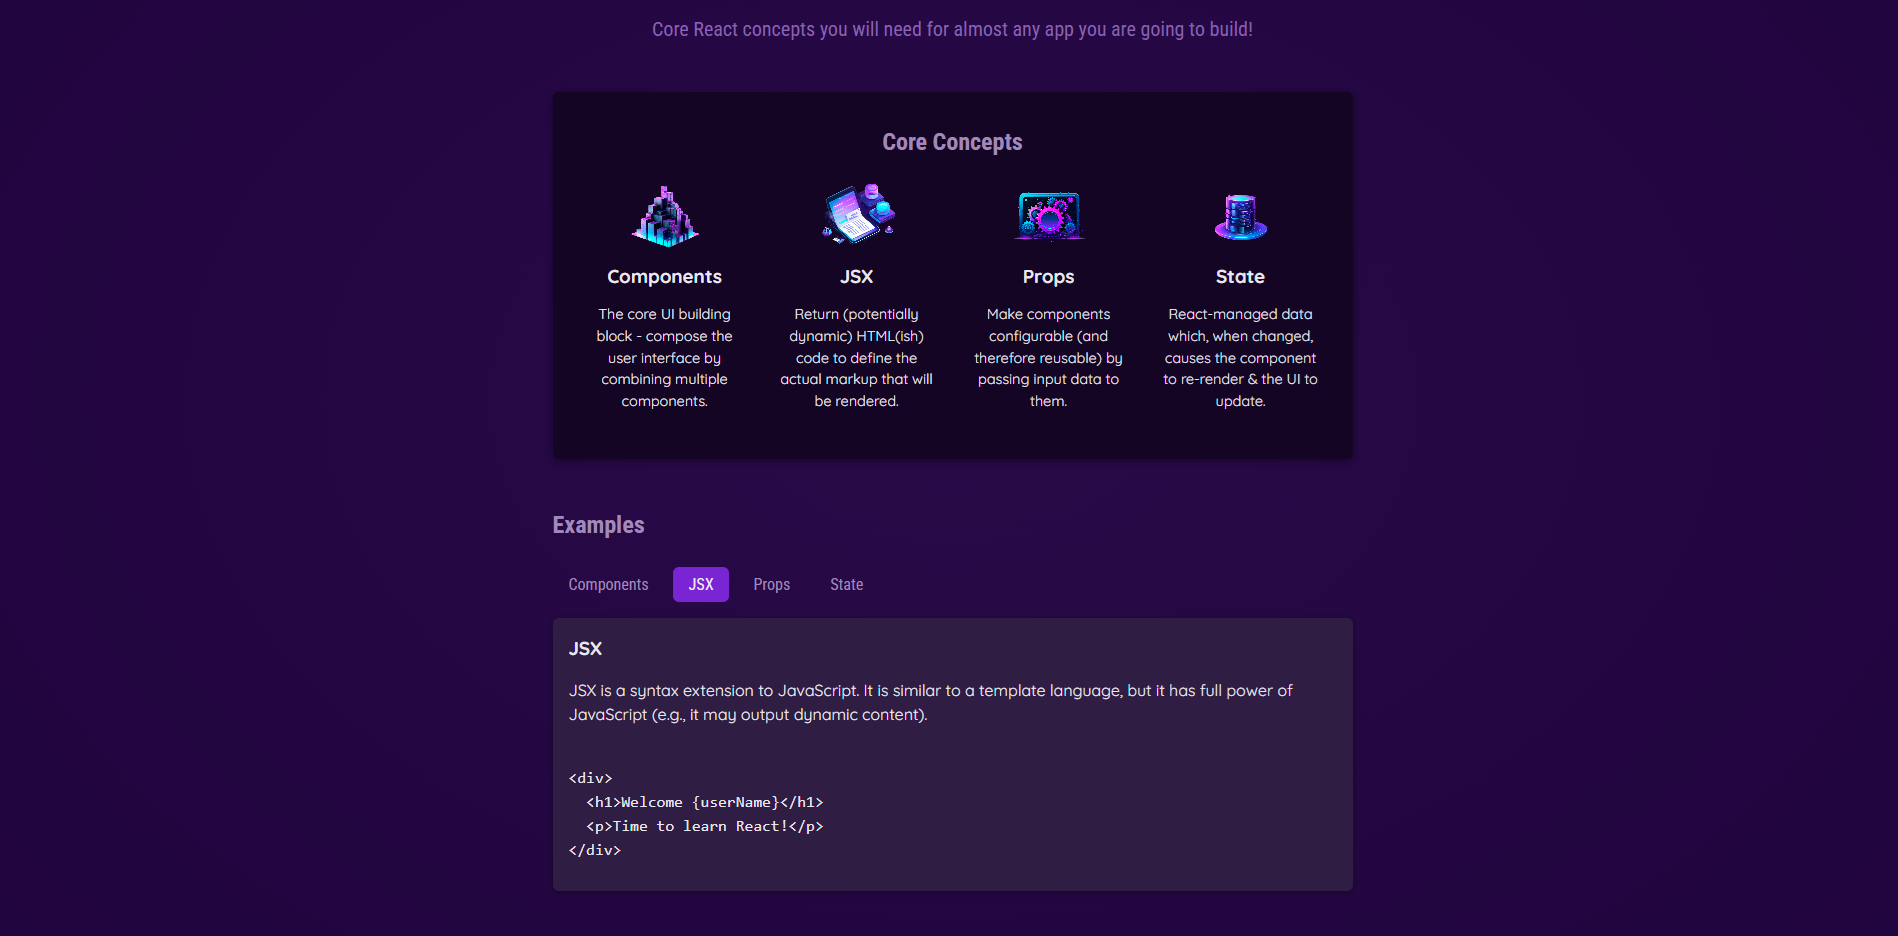 Core React concepts you will need for almost any app you are going to build!
Core Concepts
Components
The core UI building
block - compose the
user interface by
combining multiple
components.
JSX
Return (potentially
dynamic) HTML(ish)
code to define the
actual markup that will
be rendered.
Props
Make components
configurable (and
therefore reusable) by
passing input data to
them.
State
React-managed data
which, when changed,
causes the component
to re-render & the UI to
update.
Examples
Components JSX Props State
JSX
JSX is a syntax extension to JavaScript. It is similar to a template language, but it has full power of
JavaScript (e.g., it may output dynamic content).
<div>
  <h1>Welcome {userName}</h1>
  <p>Time to learn React!</p>
</div>